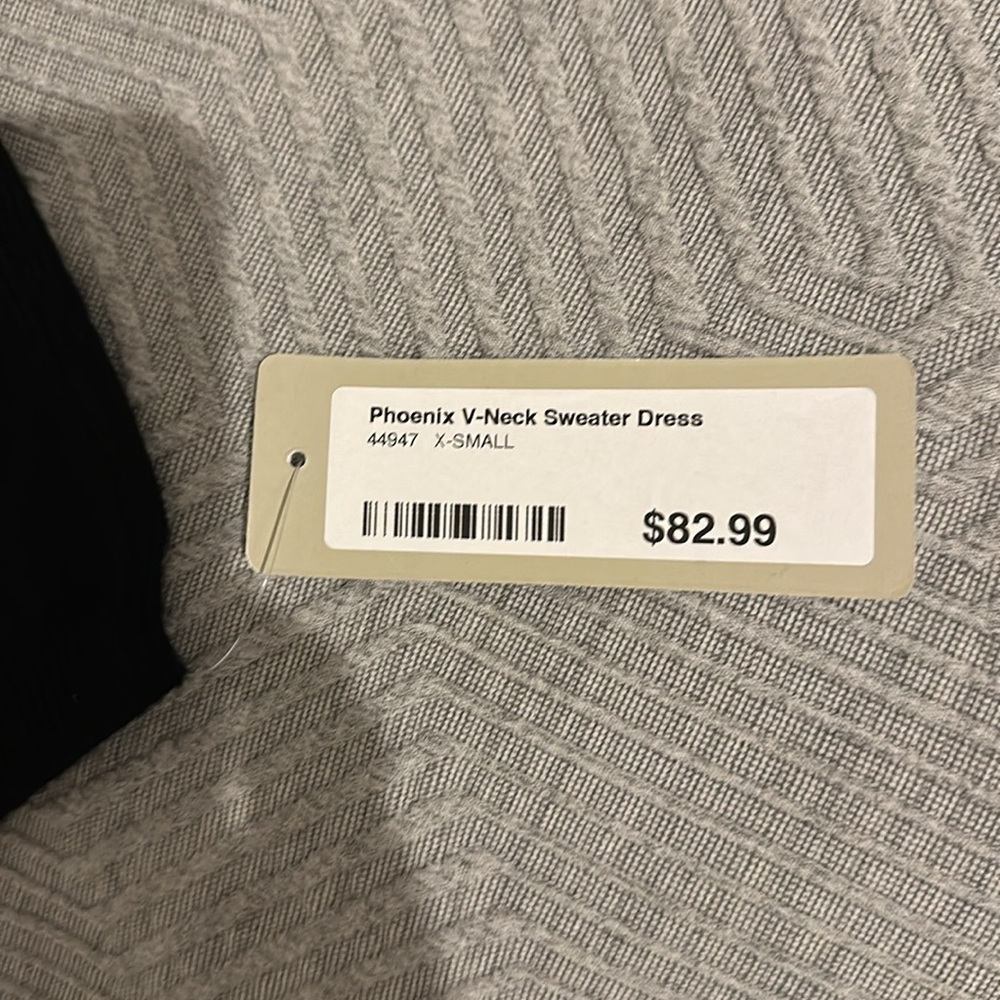 Phoenix V-Neck Sweater Dress
44947 X-SMALL
$82.99